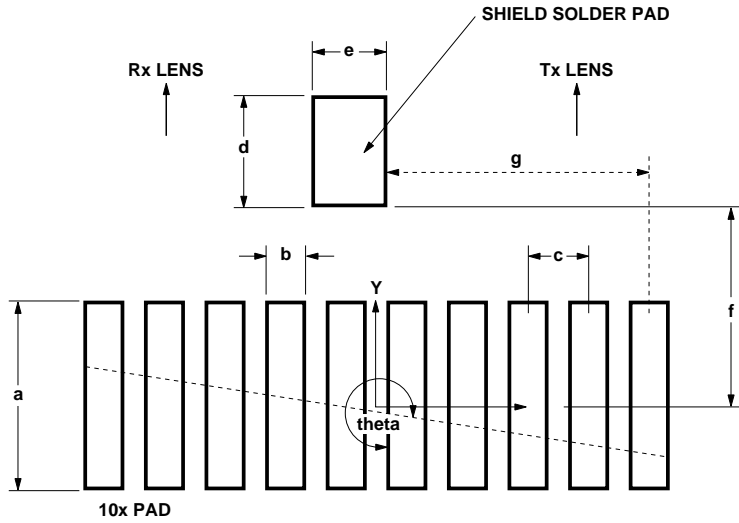 SHIELD SOLDER PAD
e
Rx LENS
Tx LENS
d
g
b
c
Y
f
a
theta
10x PAD